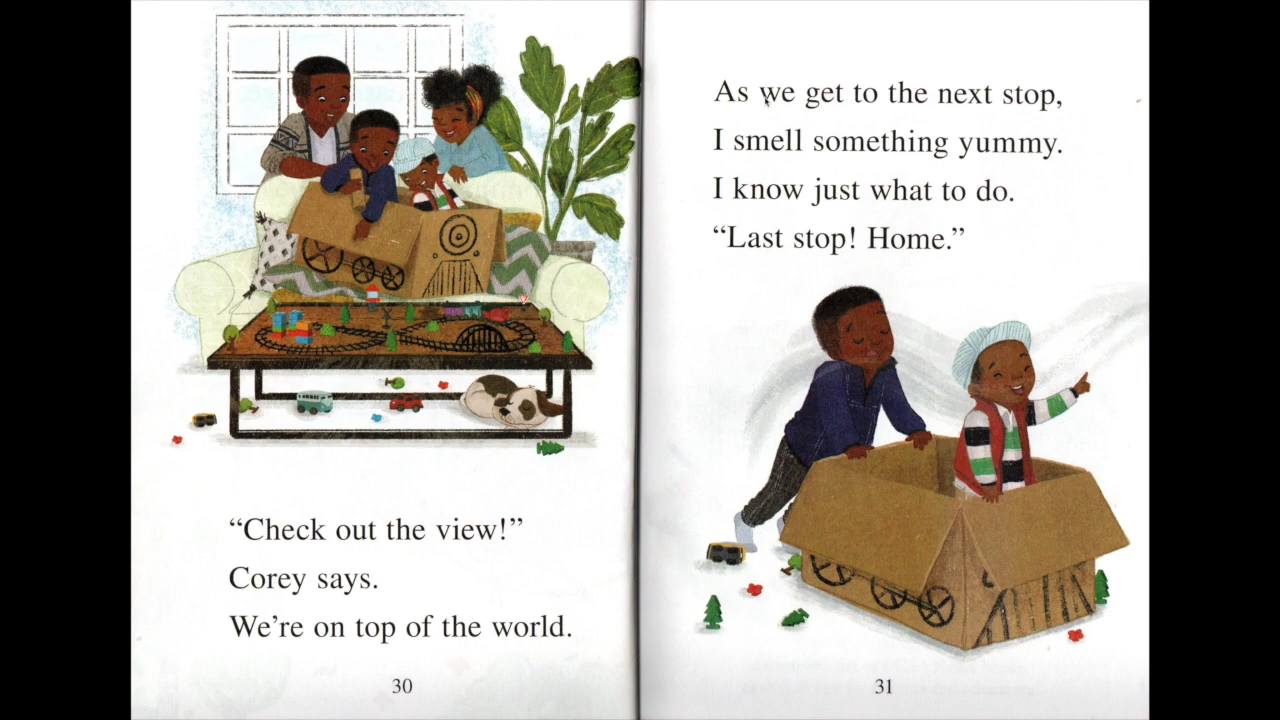 “Check out the view!”
Corey says.
We’re on top of the world.
30
As we get to the next stop,
I smell something yummy.
I know just what to do.
“Last stop! Home.”
31